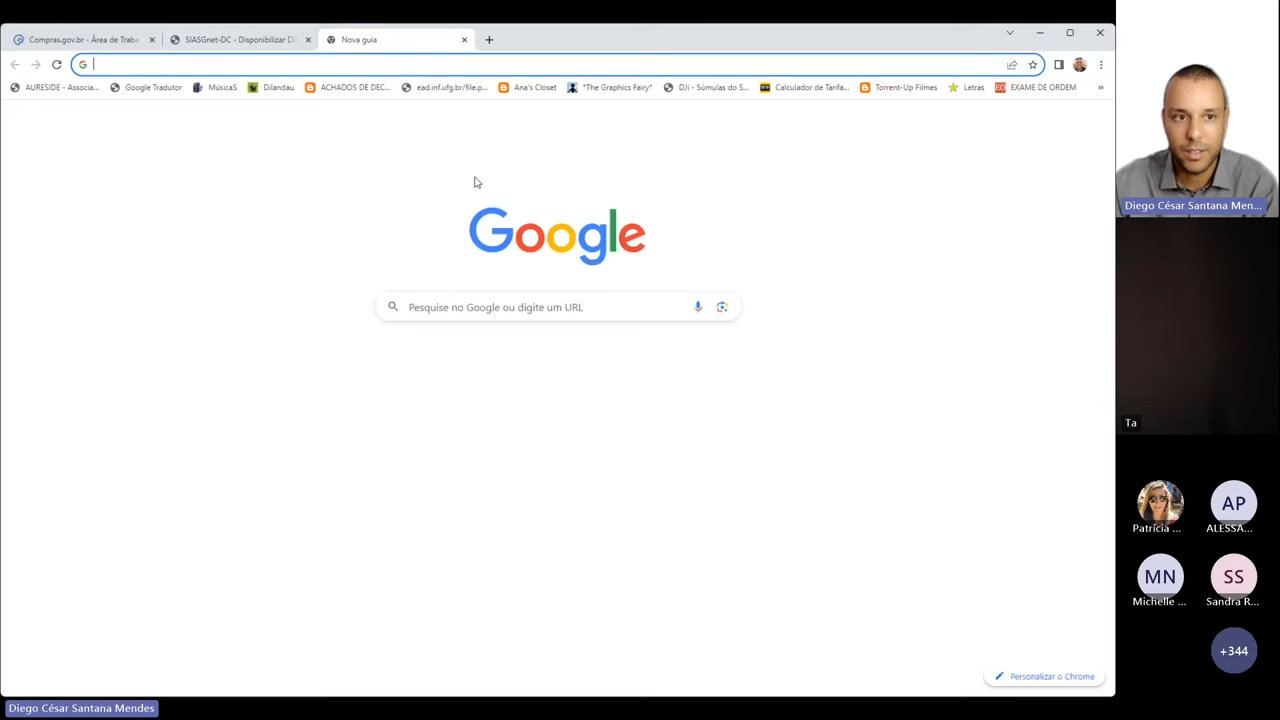 Compras.gov.br - Área de Traba
SIASGnet-DC - Disponibilizar Di
Nova guia
AURESIDE - Associa...
Google Tradutor
MúsicaS
Dilandau
ACHADOS DE DEC...
ead.inf.ufg.br/file.p...
Ana's Closet
"The Graphics Fairy"
DJi - Súmulas do S...
Calculador de Tarifa...
Torrent-Up Filmes
Letras
EXAME DE ORDEM
»
Google
Pesquise no Google ou digite um URL
Personalizar o Chrome
Diego César Santana Men...
Ta
Patrícia ...
AP
ALESSA...
MN
Michelle ...
SS
Sandra R...
+344
Diego César Santana Mendes